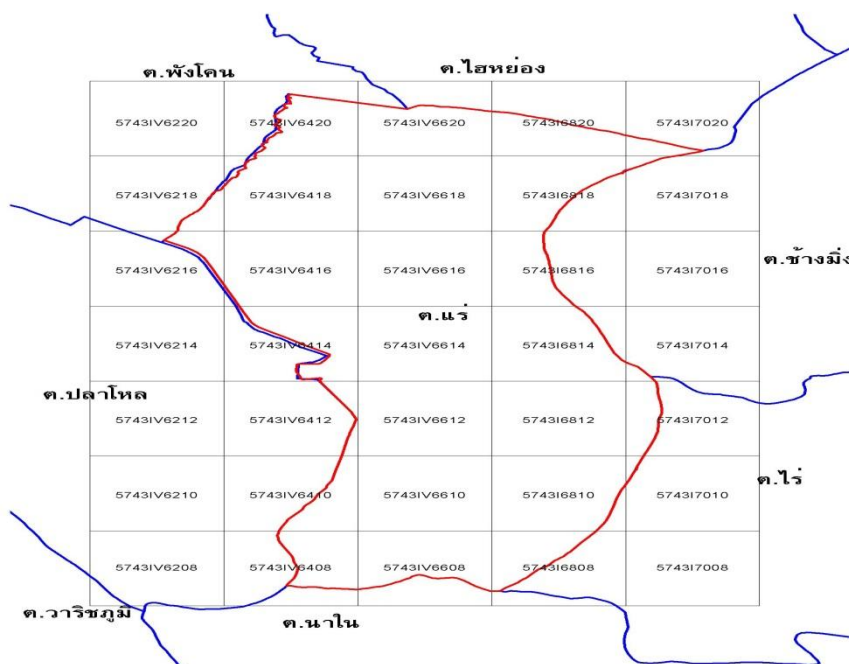 ต.พังโคน ต.ไฮหย่อง
5743IV6220 5743IV6420 5743IV6620 5743I6820 5743I7020
5743IV6218 5743IV6418 5743IV6618 5743I6818 5743I7018
ต.ช้างมิ่ง
5743IV6216 5743IV6416 5743IV6616 5743I6816 5743I7016
ต.แร่
5743IV6214 5743IV6414 5743IV6614 5743I6814 5743I7014
ต.ปลาโหล
5743IV6212 5743IV6412 5743IV6612 5743I6812 5743I7012
ต.ไร่
5743IV6210 5743IV6410 5743IV6610 5743I6810 5743I7010
5743IV6208 5743IV6408 5743IV6608 5743I6808 5743I7008
ต.วาริชภูมิ ต.นาใน